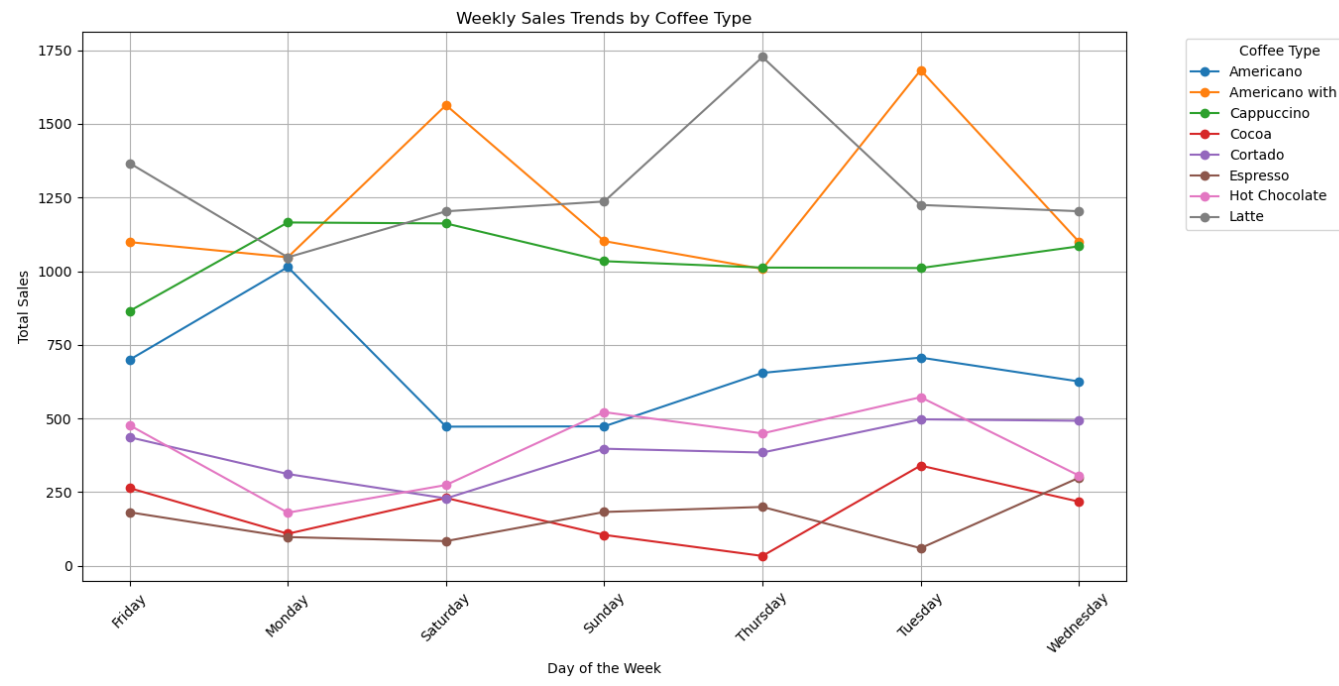 Weekly Sales Trends by Coffee Type
1750
1500
1250
1000
750
500
250
0
Total Sales
Friday
Monday
Saturday
Sunday
Thursday
Tuesday
Wednesday
Day of the Week
Coffee Type
Americano
Americano with
Cappuccino
Cocoa
Cortado
Espresso
Hot Chocolate
Latte